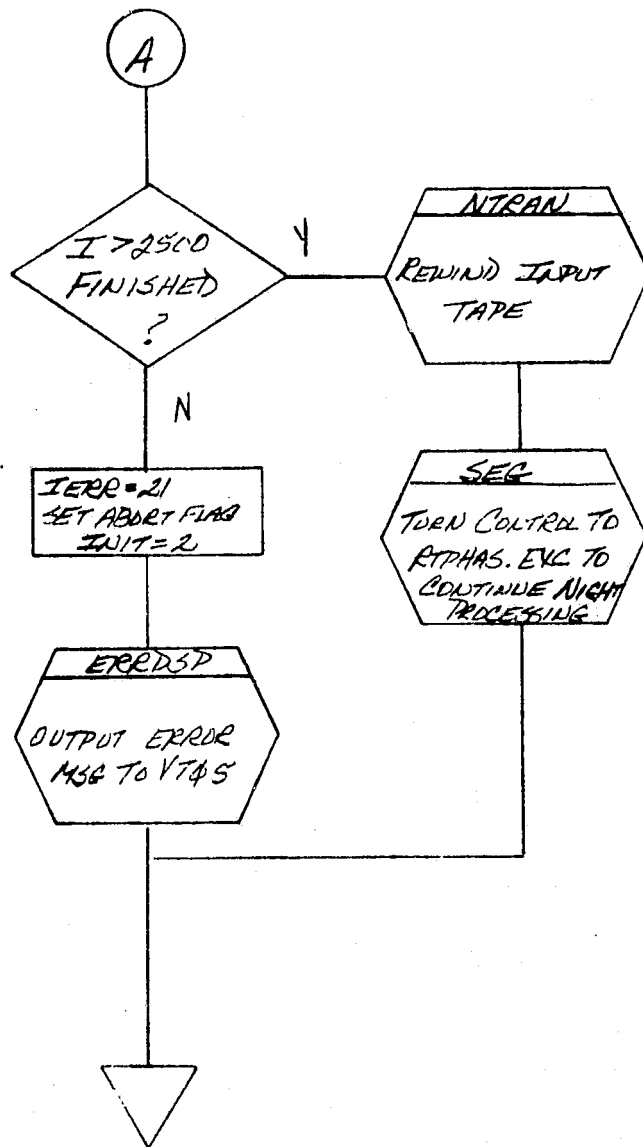 A
I > 2500
FINISHED
?
Y
N
NTRAN
REWIND INPUT
TAPE
SEG
TURN CONTROL TO
RTPHAS. EXC TO
CONTINUE NIGHT
PROCESSING
IERR = 21
SET ABORT FLAG
INIT = 2
ERRDSP
OUTPUT ERROR
MSG TO VTØ5